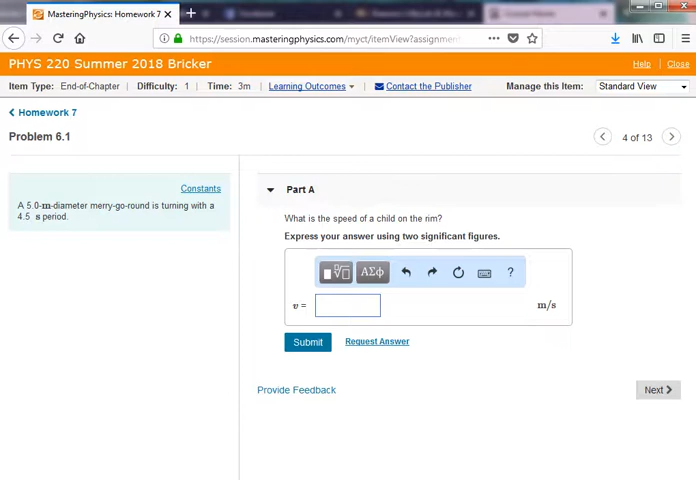 MasteringPhysics: Homework 7
https://session.masteringphysics.com/myct/itemView?assignment
PHYS 220 Summer 2018 Bricker
Help | Close
Item Type: End-of-Chapter | Difficulty: 1 | Time: 3m | Learning Outcomes | Contact the Publisher Manage this Item: Standard View
Homework 7
Problem 6.1
4 of 13
Constants
A 5.0-m-diameter merry-go-round is turning with a
4.5 s period.
Part A
What is the speed of a child on the rim?
Express your answer using two significant figures.
ΑΣφ ?
v = m/s
Submit Request Answer
Provide Feedback
Next